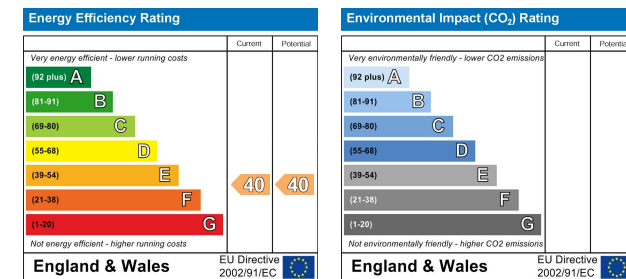 Energy Efficiency Rating
Current Potential
Very energy efficient - lower running costs
(92 plus) A
(81-91) B
(69-80) C
(55-68) D
(39-54) E
40 40
(21-38) F
(1-20) G
Not energy efficient - higher running costs
England & Wales
EU Directive
2002/91/EC
Environmental Impact (CO₂) Rating
Current Potential
Very environmentally friendly - lower CO2 emissions
(92 plus) A
(81-91) B
(69-80) C
(55-68) D
(39-54) E
(21-38) F
(1-20) G
Not environmentally friendly - higher CO2 emissions
England & Wales
EU Directive
2002/91/EC